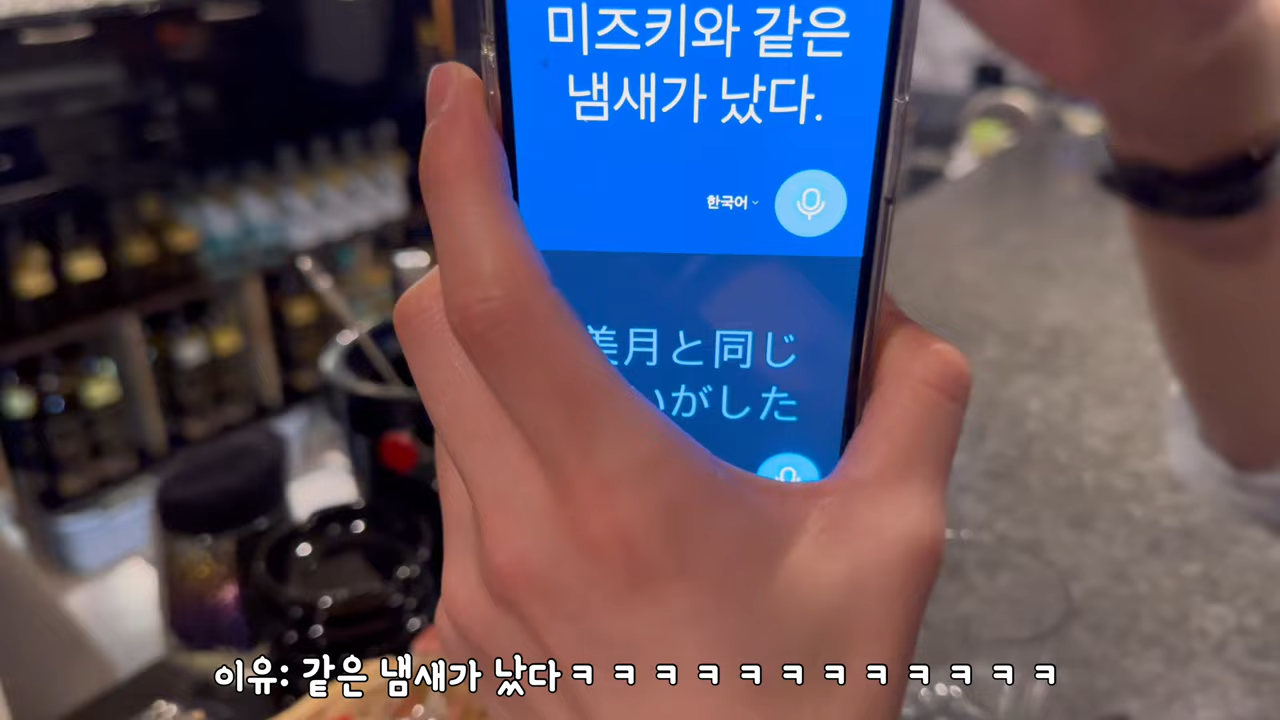 미즈키와 같은
냄새가 났다.
한국어
美月と同じ
がした
이유: 같은 냄새가 났다ㅋㅋㅋㅋㅋㅋㅋㅋㅋㅋㅋㅋ